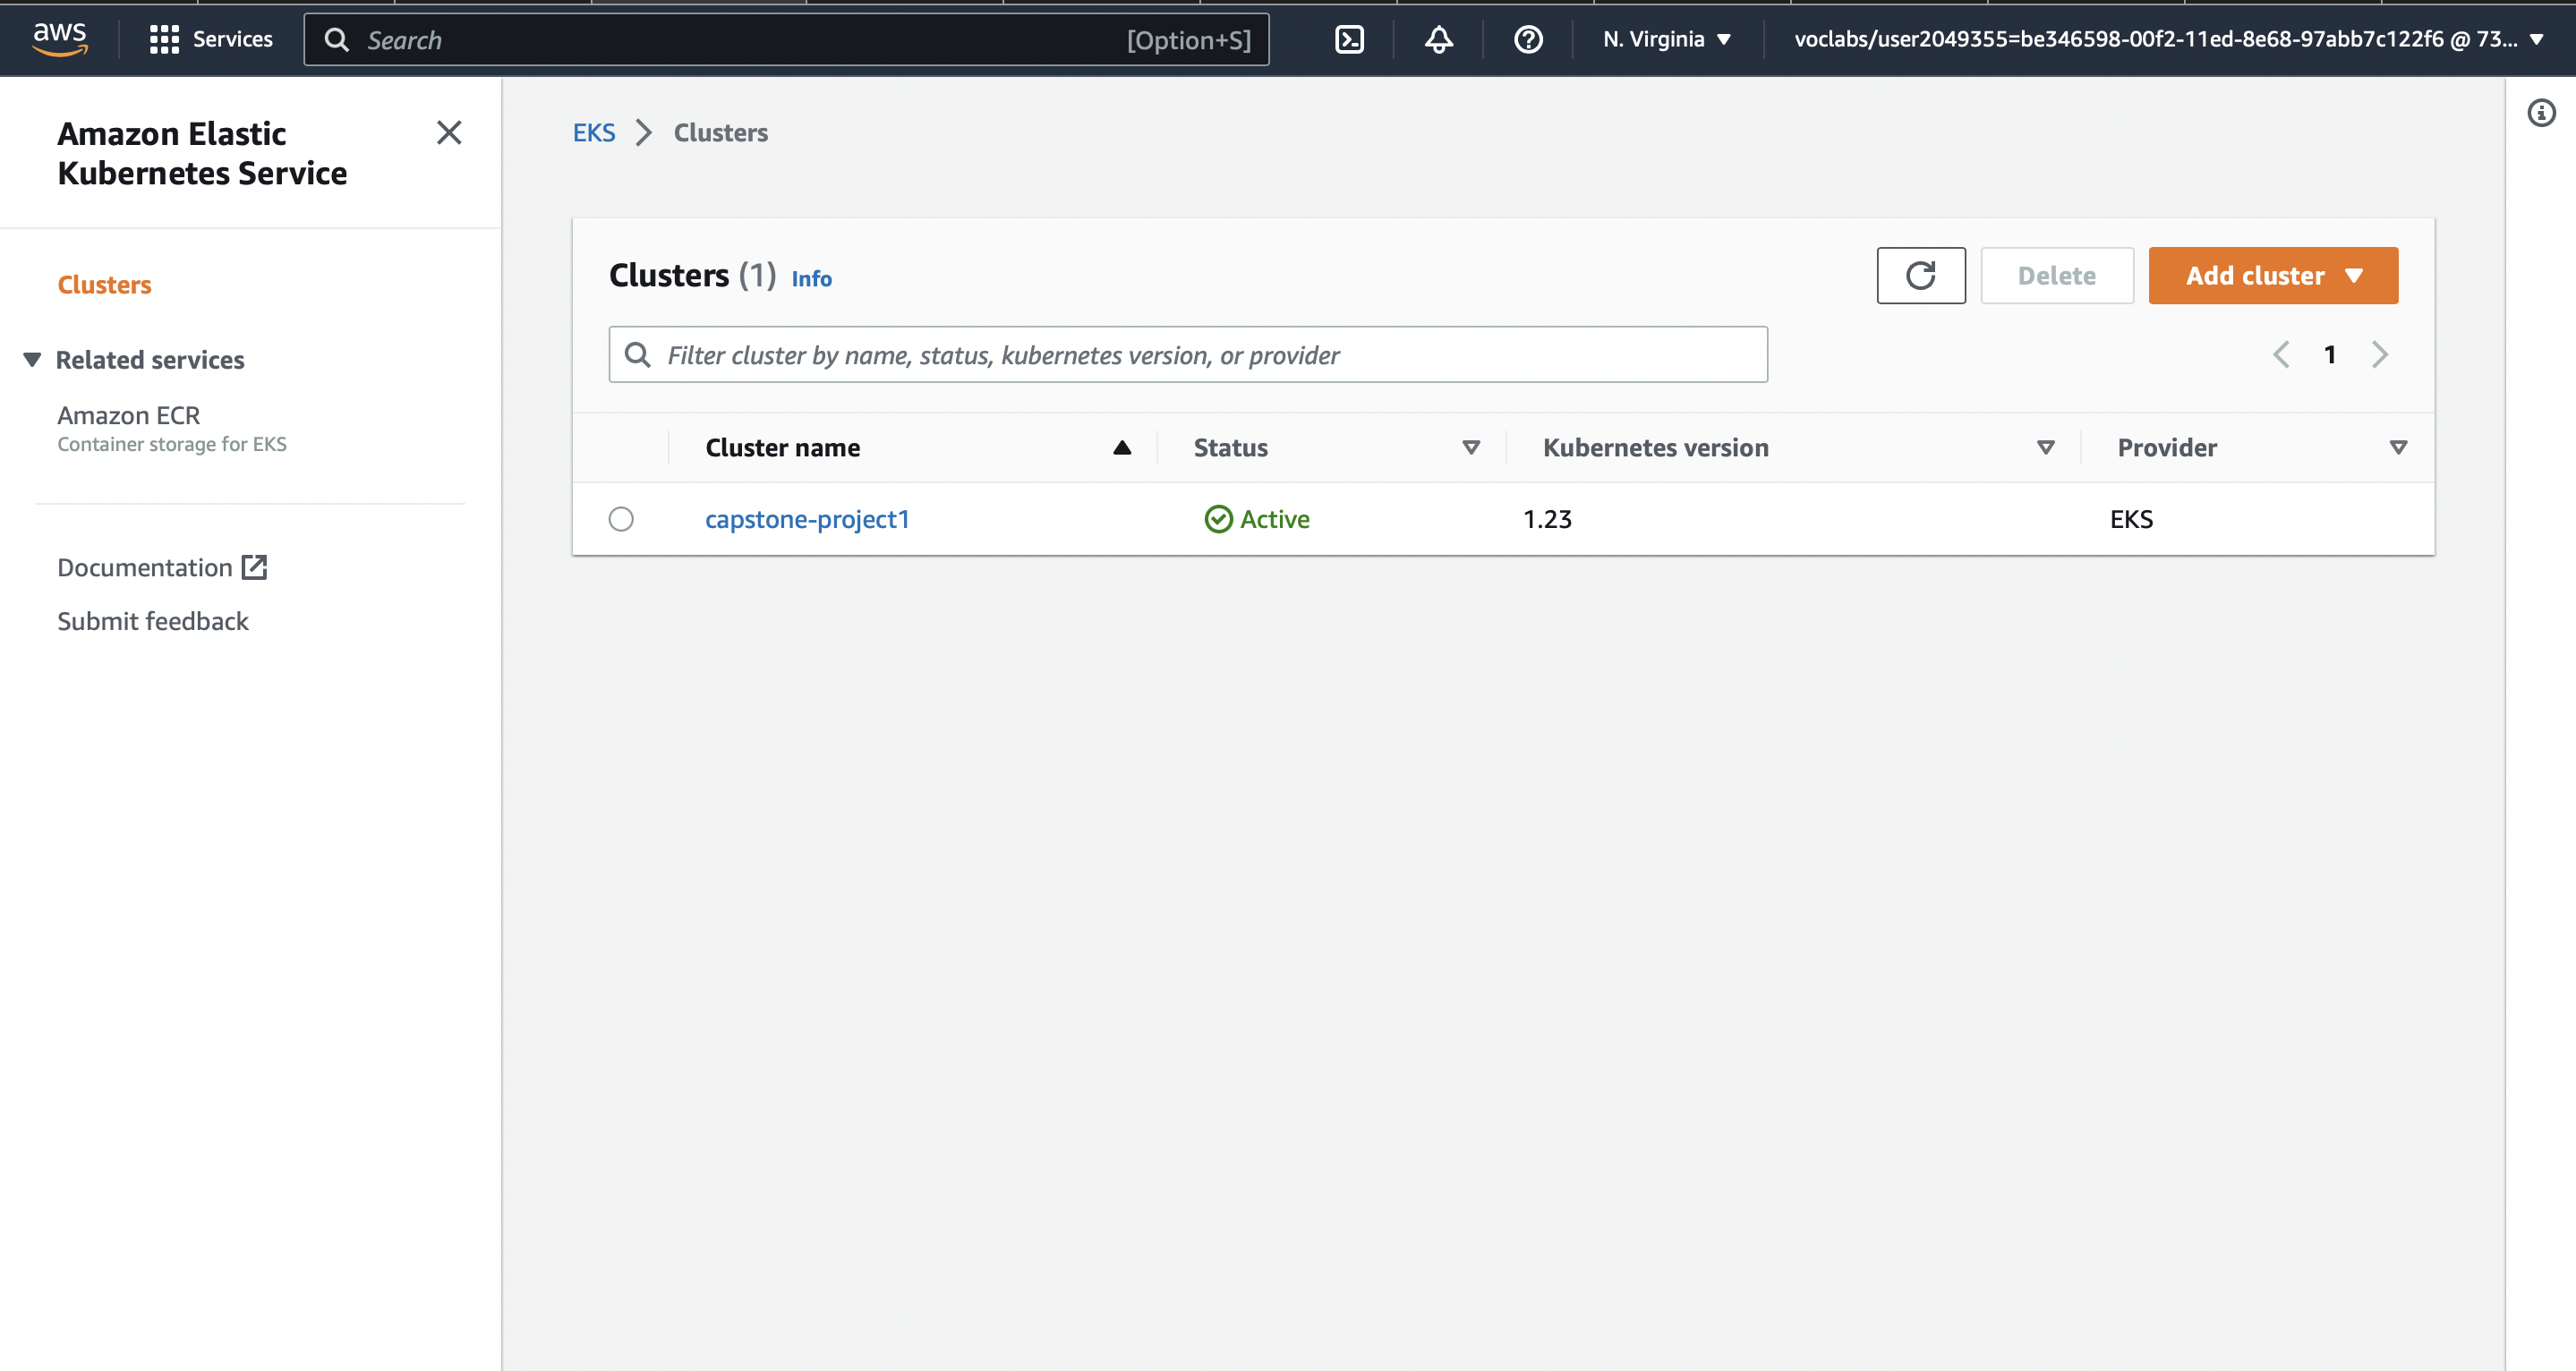 aws
Services
Search
[Option+S]
N. Virginia
voclabs/user2049355=be346598-00f2-11ed-8e68-97abb7c122f6 @ 73...
Amazon Elastic
Kubernetes Service
Clusters
Related services
Amazon ECR
Container storage for EKS
Documentation
Submit feedback
EKS
Clusters
Clusters (1) Info
Delete
Add cluster
Filter cluster by name, status, kubernetes version, or provider
1
Cluster name Status Kubernetes version Provider
capstone-project1 Active 1.23 EKS